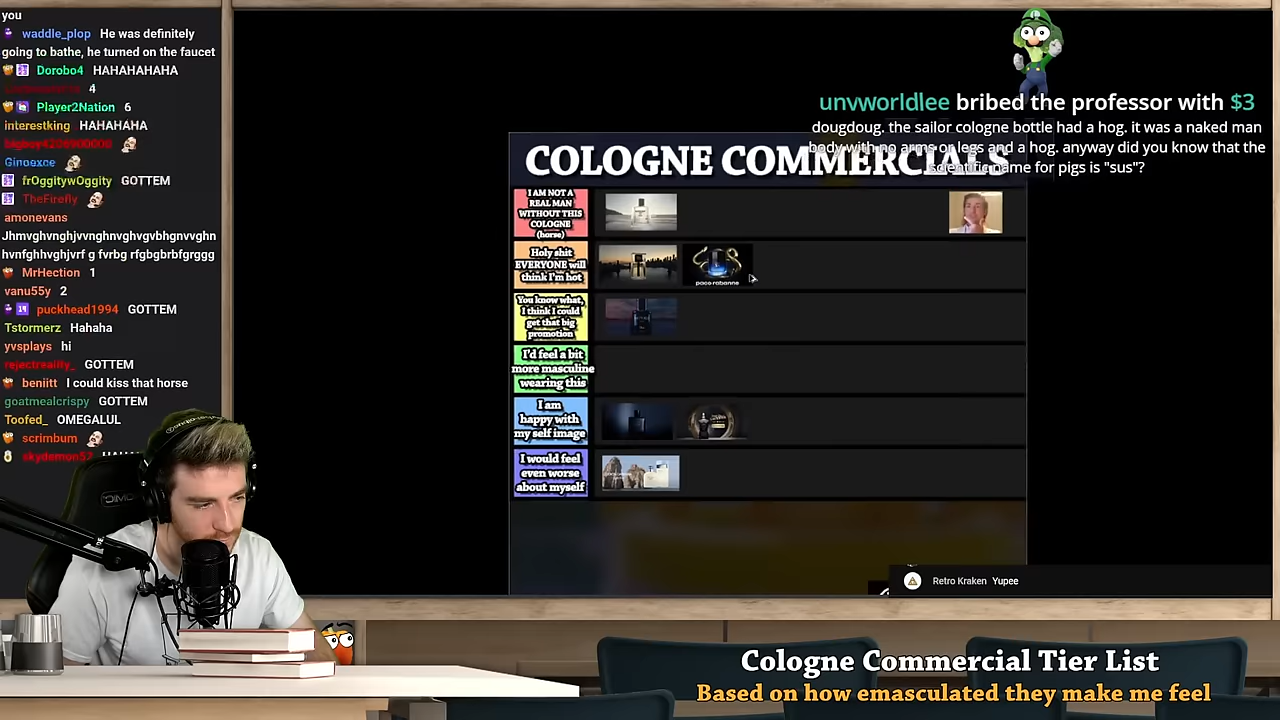 you
waddle_plop He was definitely
going to bathe, he turned on the faucet
Dorobo4 HAHAHAHAHA
4
Player2Nation 6
interestking HAHAHAHA
bigboy4206900000
Ginoexce
frOggitywOggity GOTTEM
TheFirefly
amonevans
Jhmvghvnghjvvnghnvghvgvbhgnvvghn
hvnfghhvghjvrf g fvrbg rfgbgbrbfgrggg
MrHection 1
vanu55y 2
puckhead1994 GOTTEM
Tstormerz Hahaha
yvsplays hi
rejectreality_ GOTTEM
beniitt I could kiss that horse
goatmealcrispy GOTTEM
Toofed_ OMEGALUL
scrimbum
skydemon52
unvworldlee bribed the professor with $3
dougdoug. the sailor cologne bottle had a hog. it was a naked man
body with no arms or legs and a hog. anyway did you know that the
scientific name for pigs is "sus"?
COLOGNE COMMERCIALS
I AM NOT A
REAL MAN
WITHOUT THIS
COLOGNE
(horse)
Holy shit
EVERYONE will
think I'm hot
paco rabanne
You know what,
I think I could
get that big
promotion
I'd feel a bit
more masculine
wearing this
I am
happy with
my self image
I would feel
even worse
about myself
Retro Kraken Yupee
Cologne Commercial Tier List
Based on how emasculated they make me feel